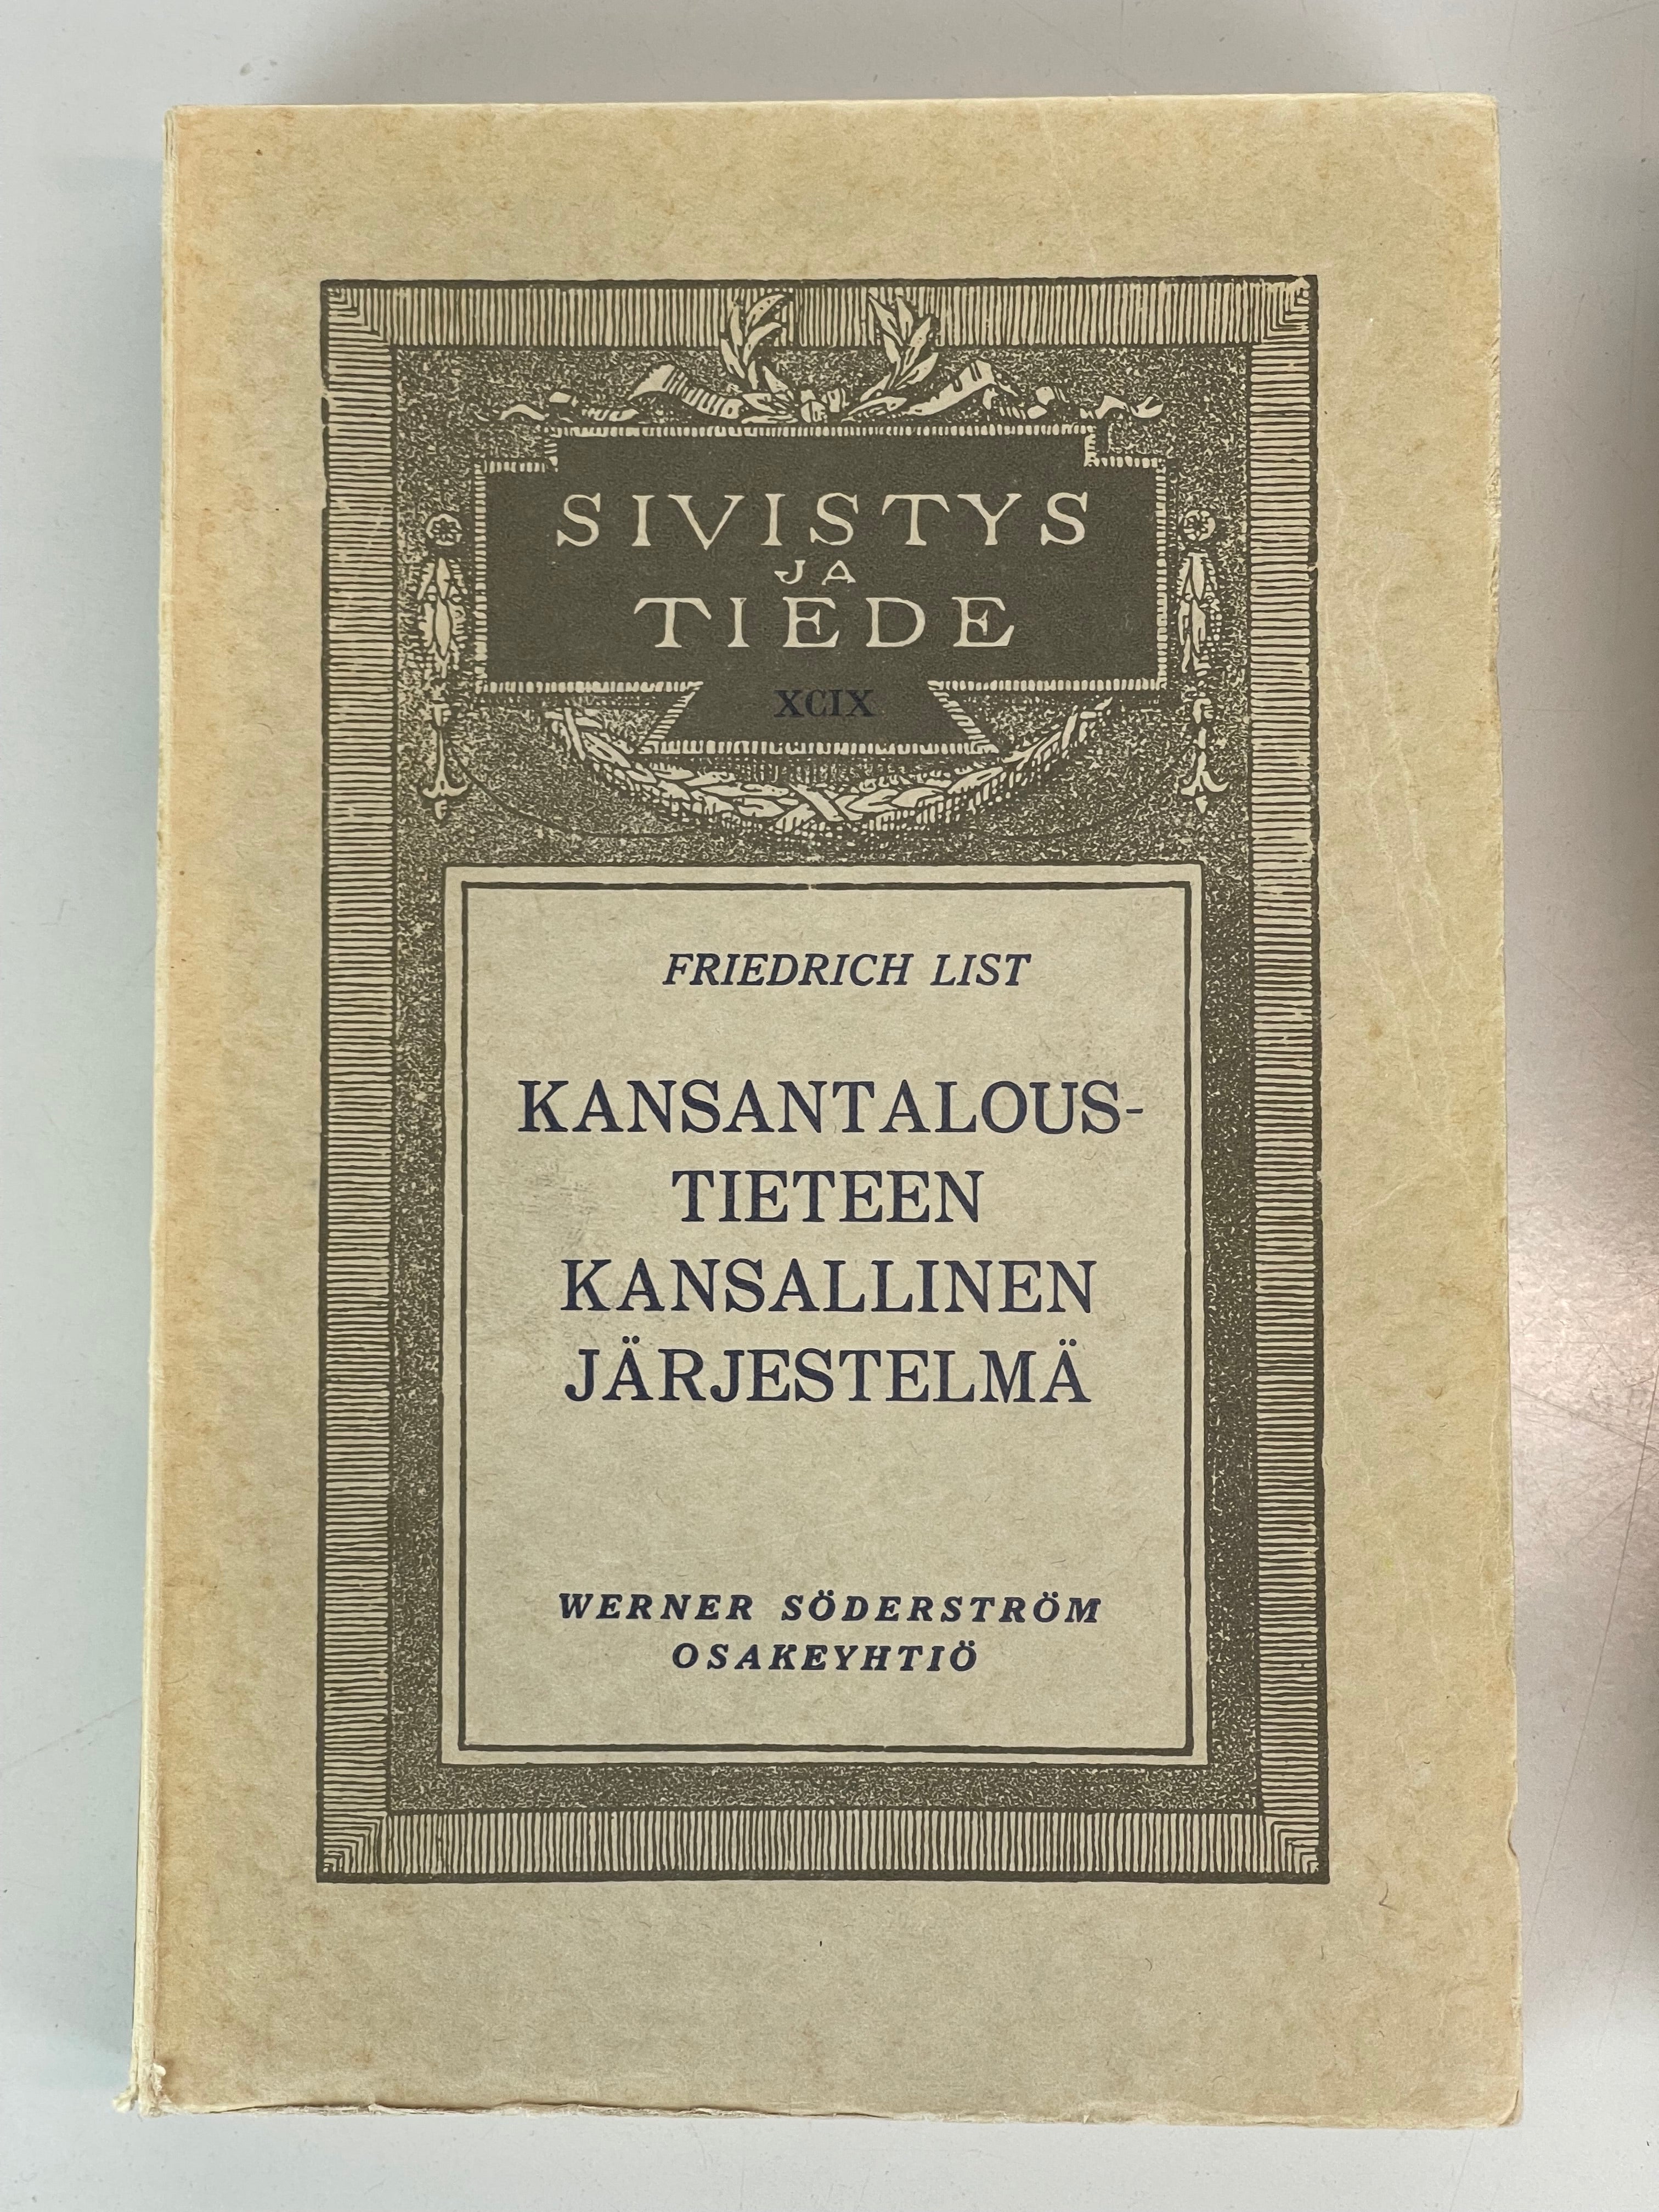 SIVISTYS
JA
TIEDE
XCIX
FRIEDRICH LIST
KANSANTALOUS-
TIETEEN
KANSALLINEN
JÄRJESTELMÄ
WERNER SÖDERSTRÖM
OSAKEYHTIÖ